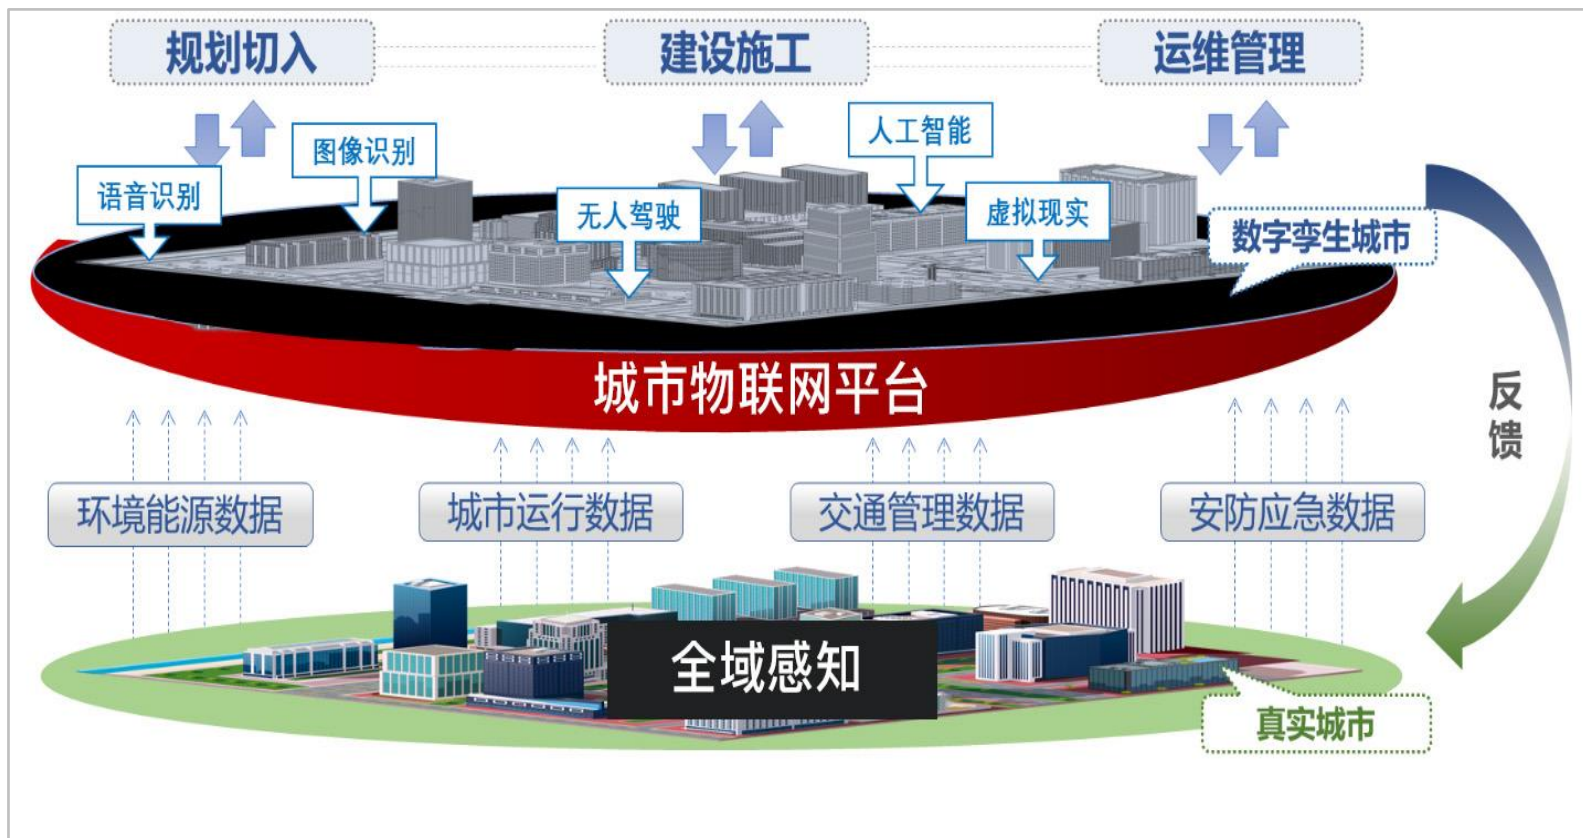 规划切入
建设施工
运维管理
人工智能
图像识别
语音识别
无人驾驶
虚拟现实
数字孪生城市
城市物联网平台
反馈
环境能源数据
城市运行数据
交通管理数据
安防应急数据
全域感知
真实城市